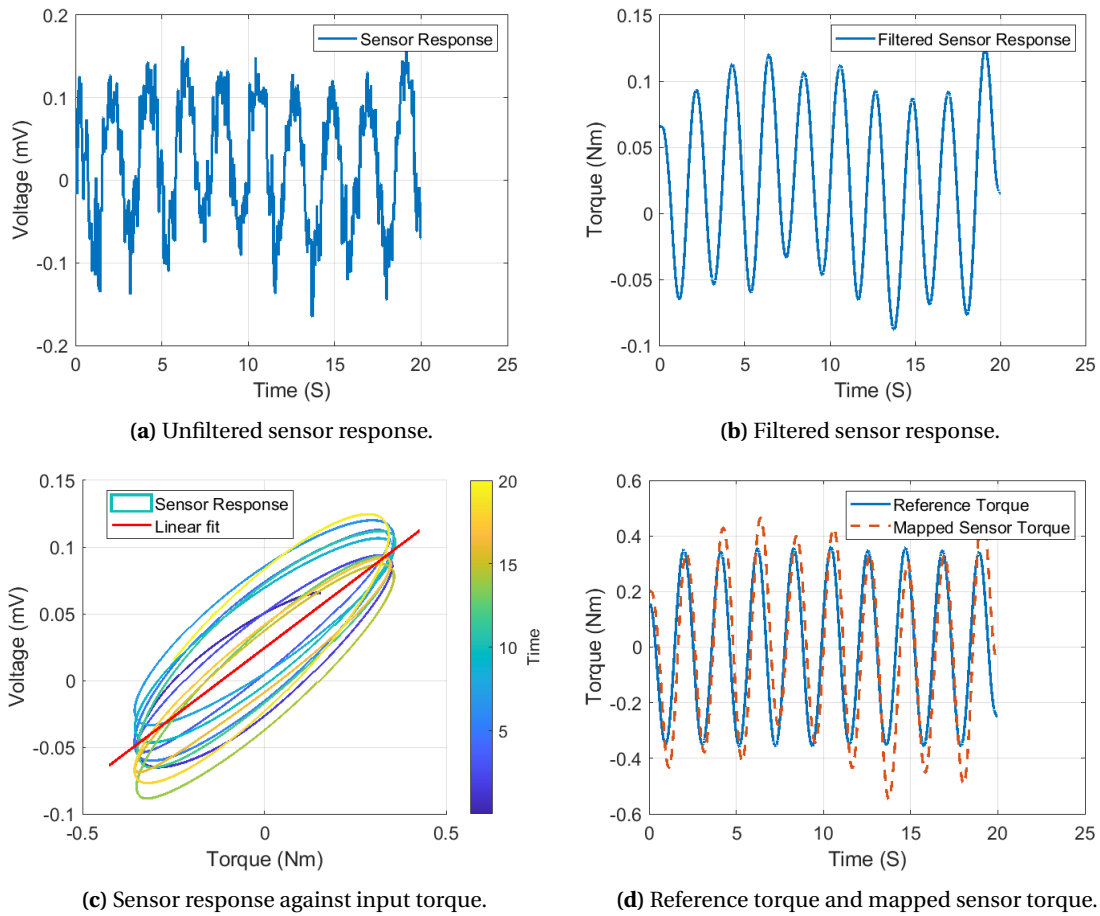 0.2
0.1
0
-0.1
-0.2
Voltage (mV)
Sensor Response
0 5 10 15 20 25
Time (S)
(a) Unfiltered sensor response.
0.15
0.1
0.05
0
-0.05
-0.1
Torque (Nm)
Filtered Sensor Response
0 5 10 15 20 25
Time (S)
(b) Filtered sensor response.
0.15
0.1
0.05
0
-0.05
-0.1
Voltage (mV)
Sensor Response
Linear fit
-0.5 0 0.5
Torque (Nm)
20
15
10
5
Time
(c) Sensor response against input torque.
0.6
0.4
0.2
0
-0.2
-0.4
-0.6
Torque (Nm)
Reference Torque
Mapped Sensor Torque
0 5 10 15 20 25
Time (S)
(d) Reference torque and mapped sensor torque.